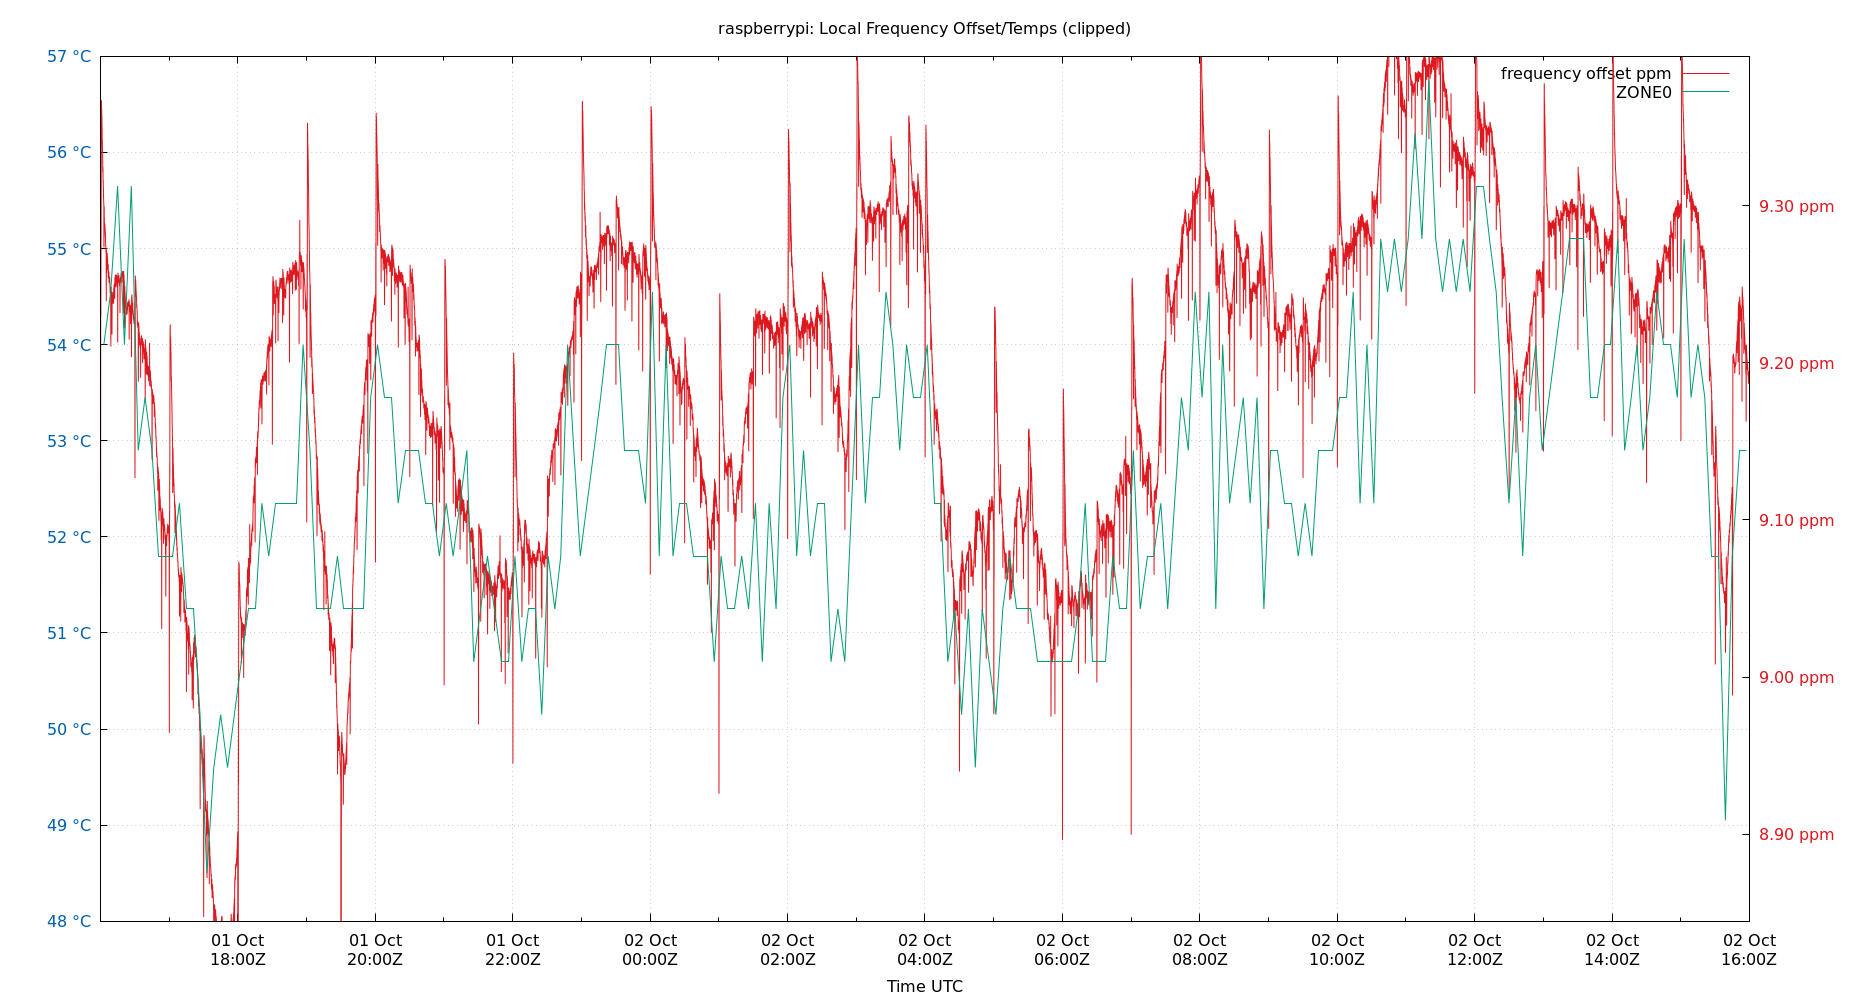 raspberrypi: Local Frequency Offset/Temps (clipped)
57 °C
56 °C
55 °C
54 °C
53 °C
52 °C
51 °C
50 °C
49 °C
48 °C
frequency offset ppm
ZONE0
9.30 ppm
9.20 ppm
9.10 ppm
9.00 ppm
8.90 ppm
01 Oct
18:00Z
01 Oct
20:00Z
01 Oct
22:00Z
02 Oct
00:00Z
02 Oct
02:00Z
02 Oct
04:00Z
02 Oct
06:00Z
02 Oct
08:00Z
02 Oct
10:00Z
02 Oct
12:00Z
02 Oct
14:00Z
02 Oct
16:00Z
Time UTC